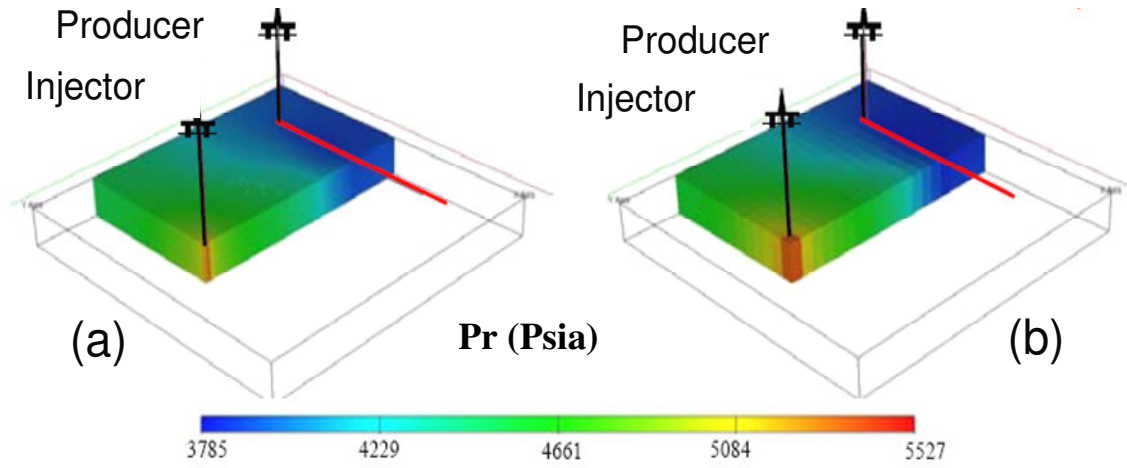 Producer
Injector
Producer
Injector
(a)
Pr (Psia)
(b)
3785 4229 4661 5084 5527